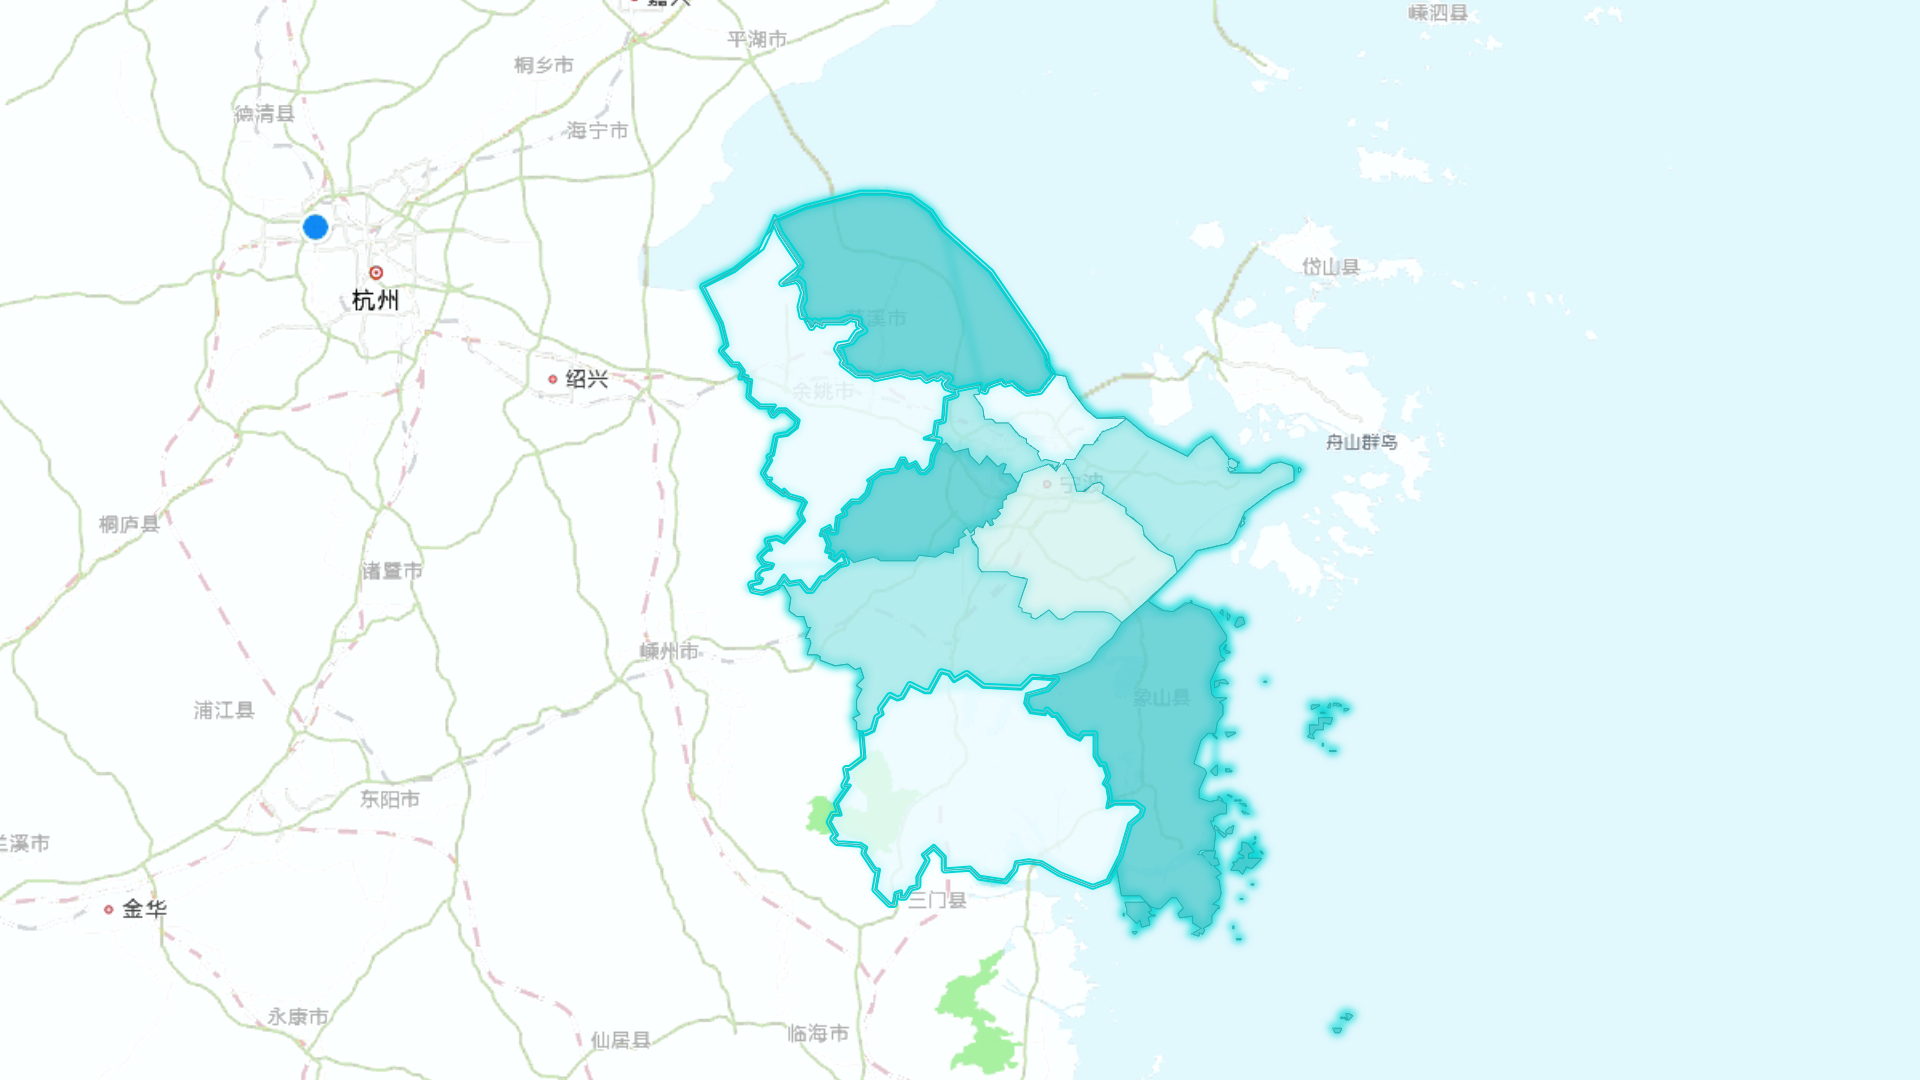 嘉兴
嵊泗县
平湖市
桐乡市
德清县
海宁市
岱山县
杭州
慈溪市
绍兴
余姚市
舟山群岛
宁波
桐庐县
诸暨市
嵊州市
象山县
浦江县
东阳市
兰溪市
三门县
金华
永康市
临海市
仙居县